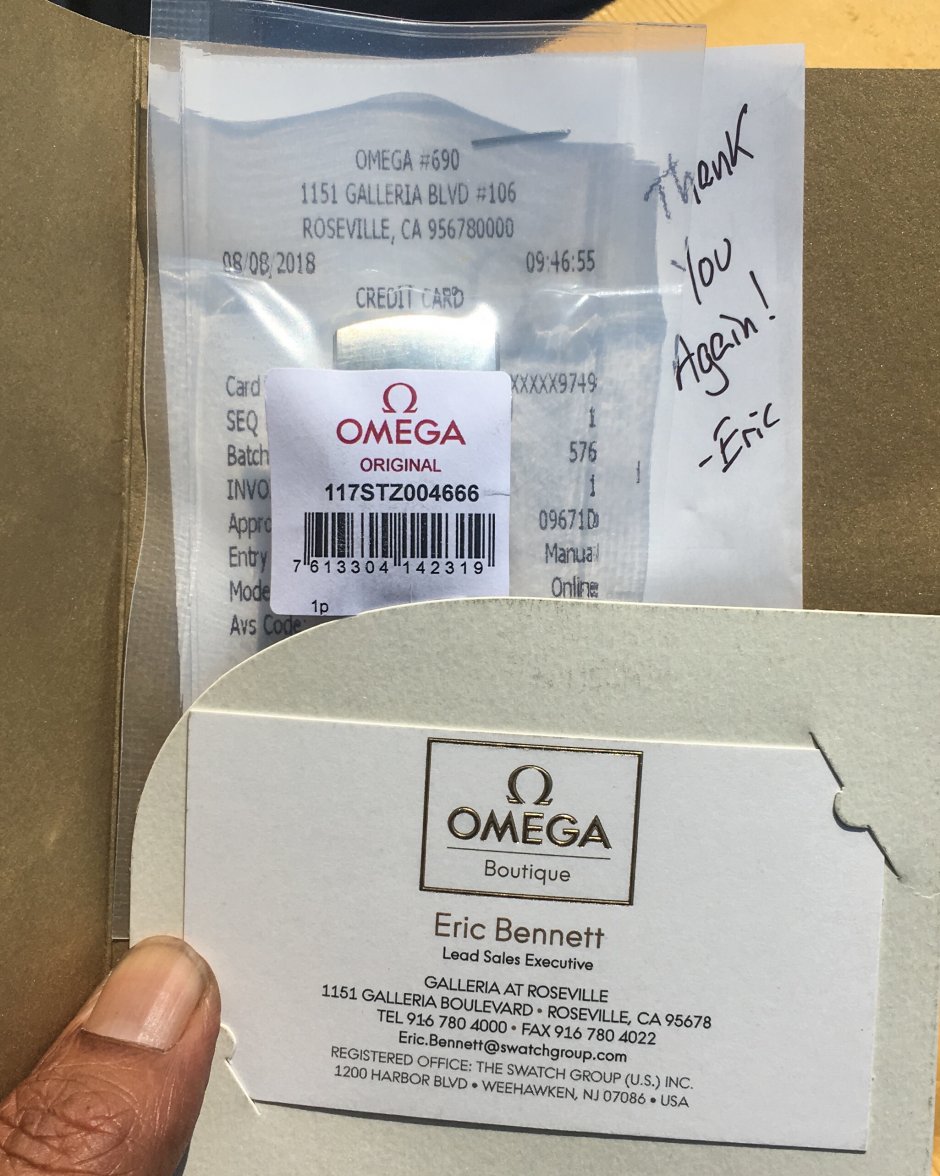 OMEGA #690
1151 GALLERIA BLVD #106
ROSEVILLE, CA 956780000
08/08/2018 09:46:55
CREDIT CARD
Card XXXXX9749
SEQ 1
Batch 576
INVO 1
Appro 09671D
Entry Manual
Mode Online
Avs Code:
Thank
You
Again!
-Eric
Ω
OMEGA
ORIGINAL
117STZ004666
7 613304 142319
1p
Ω
OMEGA
Boutique
Eric Bennett
Lead Sales Executive
GALLERIA AT ROSEVILLE
1151 GALLERIA BOULEVARD • ROSEVILLE, CA 95678
TEL 916 780 4000 • FAX 916 780 4022
Eric.Bennett@swatchgroup.com
REGISTERED OFFICE: THE SWATCH GROUP (U.S.) INC.
1200 HARBOR BLVD • WEEHAWKEN, NJ 07086 • USA